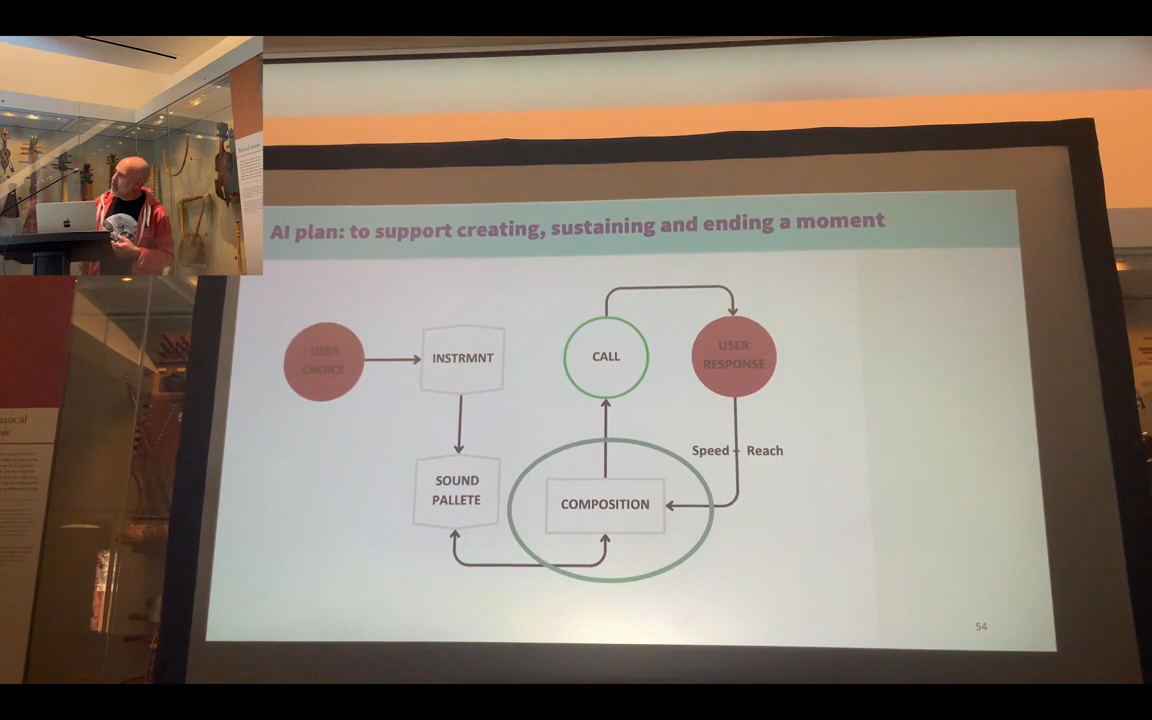 AI plan: to support creating, sustaining and ending a moment
USER
CHOICE
INSTRMNT
CALL
USER
RESPONSE
Speed
Reach
SOUND
PALLETE
COMPOSITION
54